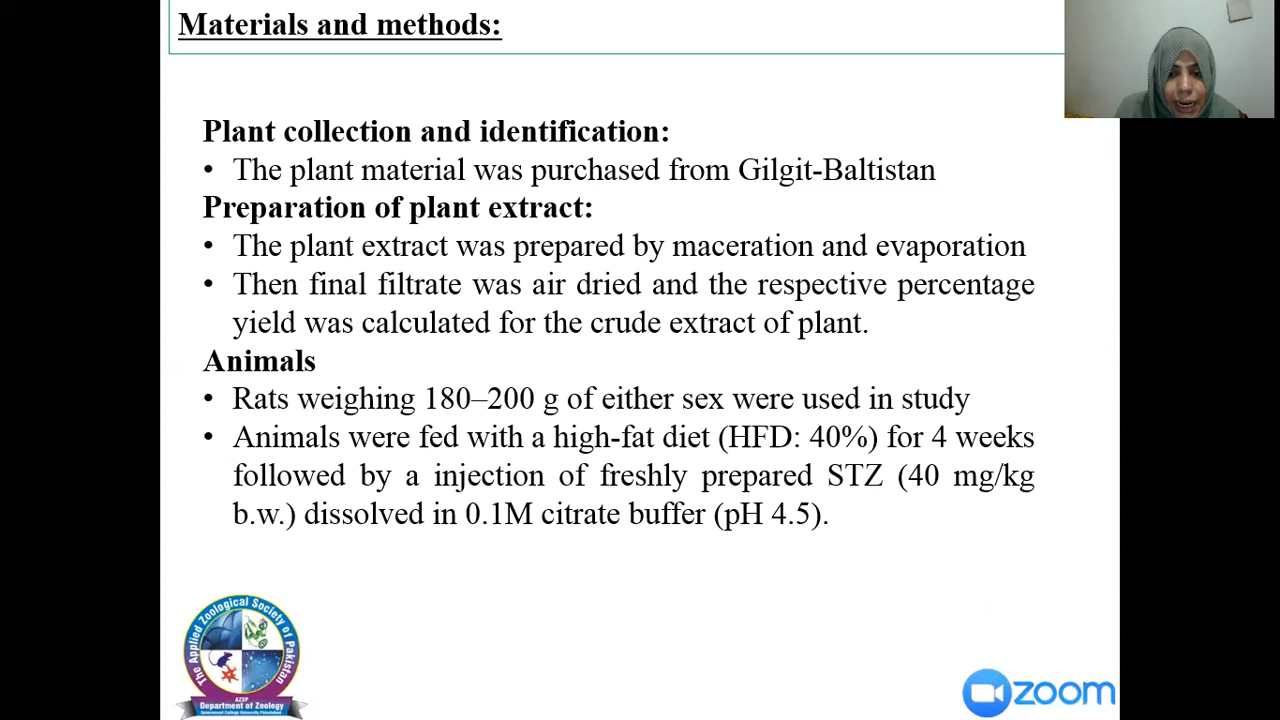 Materials and methods:
Plant collection and identification:
• The plant material was purchased from Gilgit-Baltistan
Preparation of plant extract:
• The plant extract was prepared by maceration and evaporation
• Then final filtrate was air dried and the respective percentage
yield was calculated for the crude extract of plant.
Animals
• Rats weighing 180–200 g of either sex were used in study
• Animals were fed with a high-fat diet (HFD: 40%) for 4 weeks
followed by a injection of freshly prepared STZ (40 mg/kg
b.w.) dissolved in 0.1M citrate buffer (pH 4.5).
The Applied Zoological Society of Pakistan
AZSP
Department of Zoology
Government College University Faisalabad
zoom